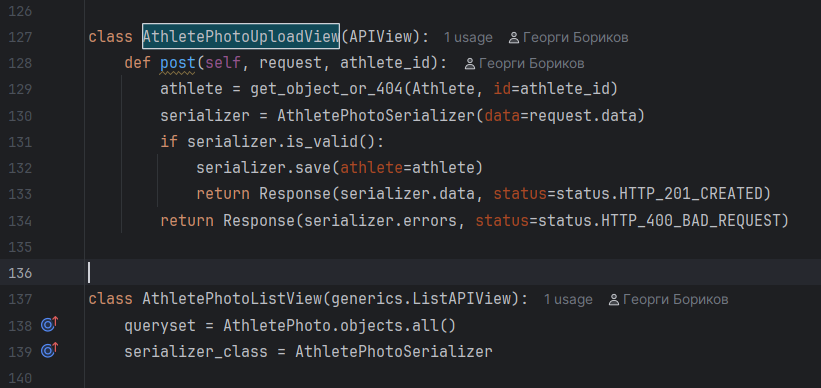 126
127 class AthletePhotoUploadView(APIView): 1 usage Георги Бориков
128 def post(self, request, athlete_id): Георги Бориков
129 athlete = get_object_or_404(Athlete, id=athlete_id)
130 serializer = AthletePhotoSerializer(data=request.data)
131 if serializer.is_valid():
132 serializer.save(athlete=athlete)
133 return Response(serializer.data, status=status.HTTP_201_CREATED)
134 return Response(serializer.errors, status=status.HTTP_400_BAD_REQUEST)
135
136
137 class AthletePhotoListView(generics.ListAPIView): 1 usage Георги Бориков
138 queryset = AthletePhoto.objects.all()
139 serializer_class = AthletePhotoSerializer
140